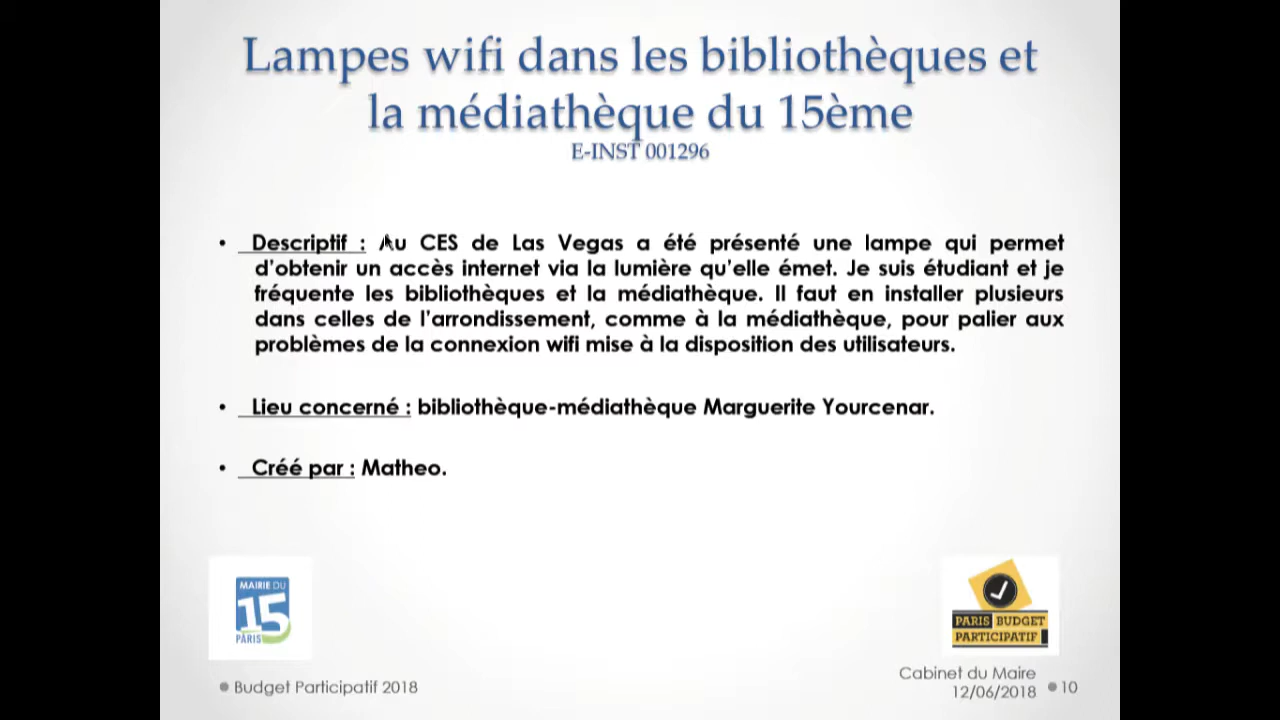 Lampes wifi dans les bibliothèques et
la médiathèque du 15ème
E-INST 001296
• Descriptif : Au CES de Las Vegas a été présenté une lampe qui permet
d’obtenir un accès internet via la lumière qu’elle émet. Je suis étudiant et je
fréquente les bibliothèques et la médiathèque. Il faut en installer plusieurs
dans celles de l’arrondissement, comme à la médiathèque, pour palier aux
problèmes de la connexion wifi mise à la disposition des utilisateurs.
• Lieu concerné : bibliothèque-médiathèque Marguerite Yourcenar.
• Créé par : Matheo.
MAIRIE DU
15
PARIS
PARIS BUDGET
PARTICIPATIF
Budget Participatif 2018
Cabinet du Maire
12/06/2018
10